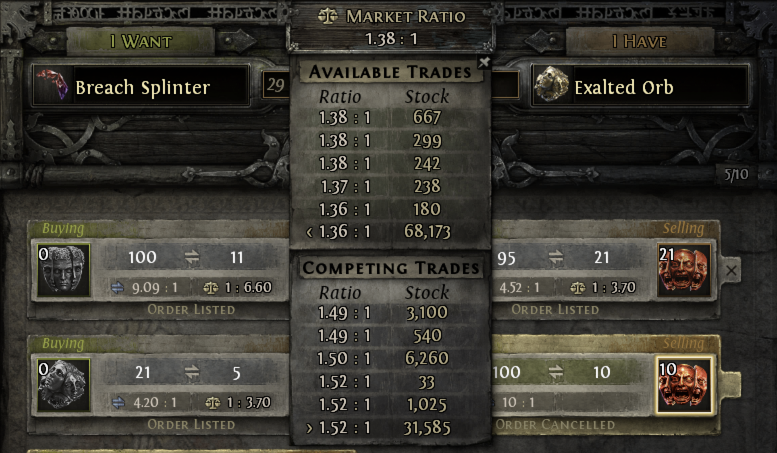 MARKET RATIO
1.38 : 1
I WANT
I HAVE
Breach Splinter
29
Exalted Orb
5/10
AVAILABLE TRADES
Ratio Stock
1.38 : 1 667
1.38 : 1 299
1.38 : 1 242
1.37 : 1 238
1.36 : 1 180
< 1.36 : 1 68,173
COMPETING TRADES
Ratio Stock
1.49 : 1 3,100
1.49 : 1 540
1.50 : 1 6,260
1.52 : 1 33
1.52 : 1 1,025
> 1.52 : 1 31,585
Buying
0 100 11
9.09 : 1 1 : 6.60
ORDER LISTED
Selling
95 21 21
4.52 : 1 1 : 3.70
ORDER LISTED
Buying
0 21 5
4.20 : 1 1 : 3.70
ORDER LISTED
Selling
100 10 10
10 : 1
ORDER CANCELLED